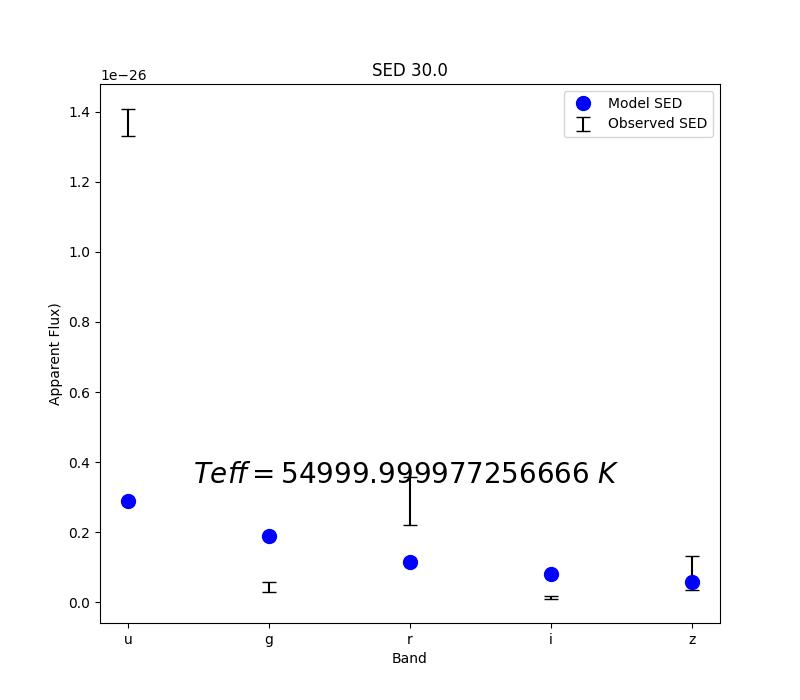 SED 30.0
1e−26
Model SED
Observed SED
1.4
1.2
1.0
0.8
0.6
0.4
0.2
0.0
Apparent Flux)
Teff = 54999.999977256666 K
u g r i z
Band